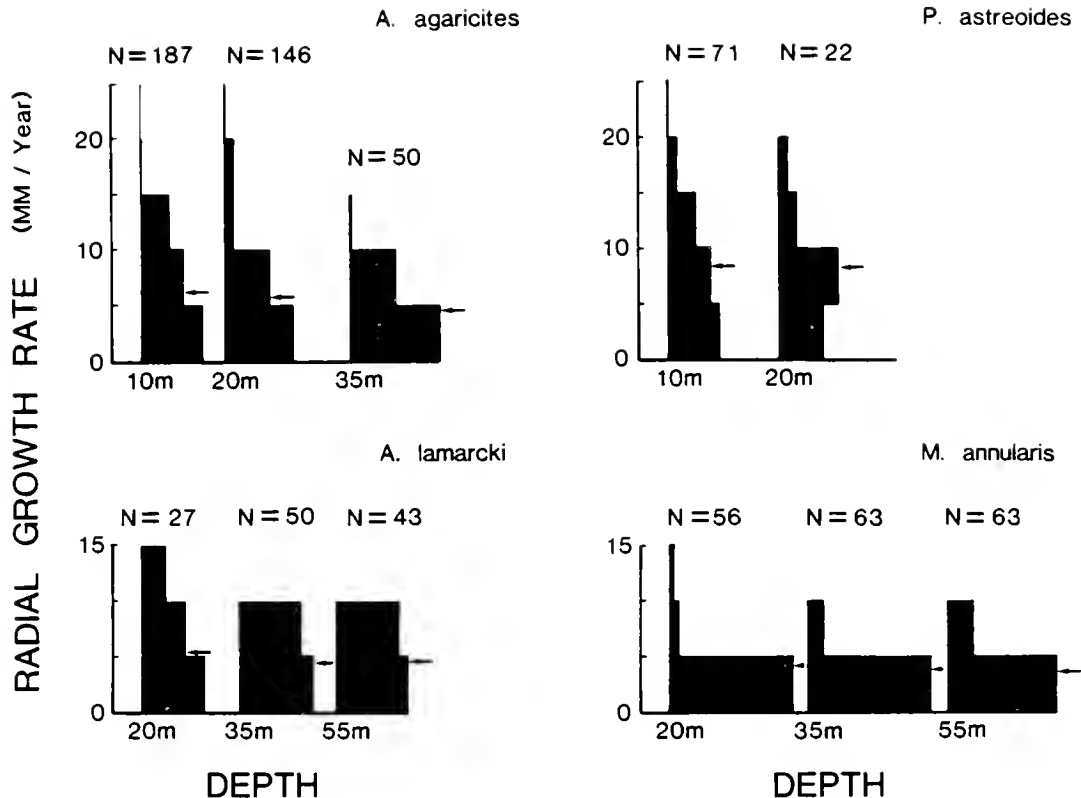 A. agaricites
N=187
N=146
N=50
20
10
0
10m
20m
35m
P. astreoides
N=71
N=22
20
10
0
10m
20m
RADIAL GROWTH RATE (MM / Year)
A. lamarcki
N=27
N=50
N=43
15
0
20m
35m
55m
DEPTH
M. annularis
N=56
N=63
N=63
15
0
20m
35m
55m
DEPTH